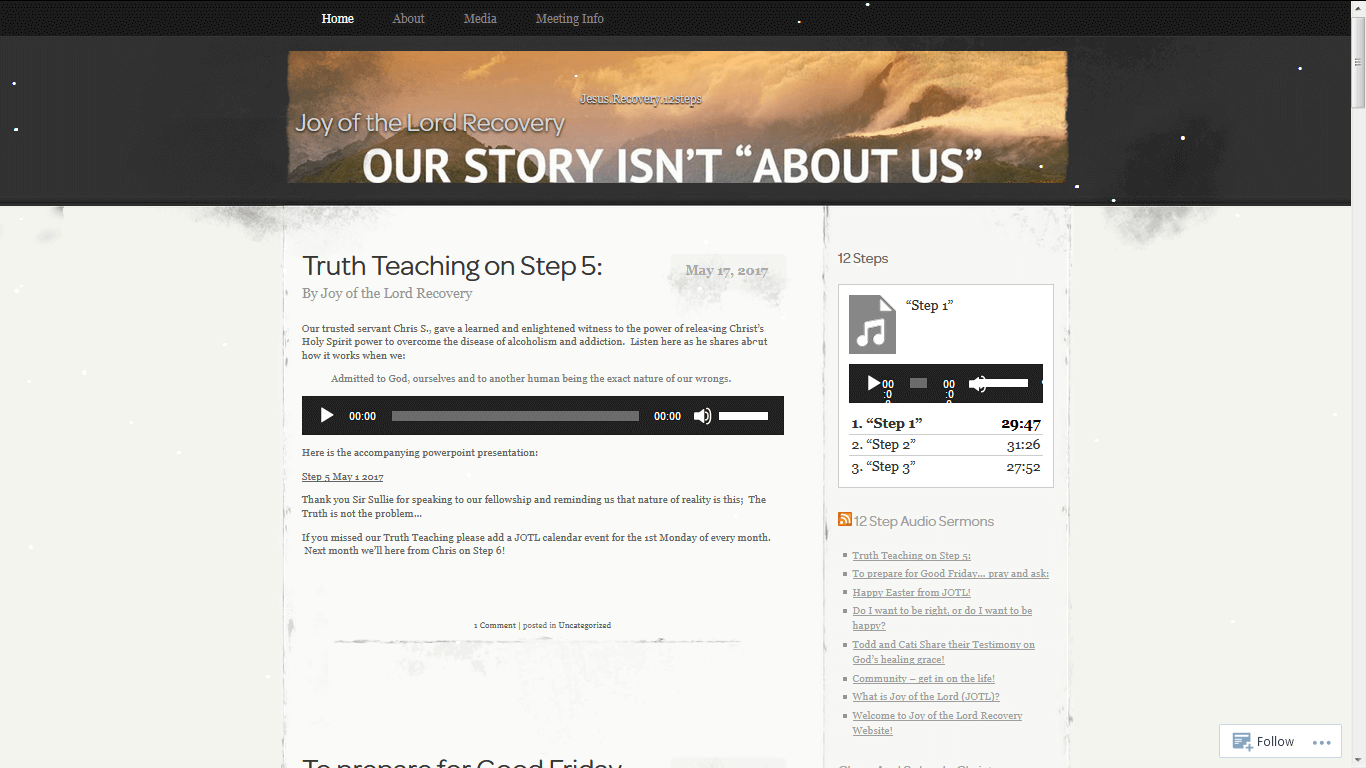 Home About Media Meeting Info
Jesus.Recovery.12steps
Joy of the Lord Recovery
OUR STORY ISN'T “ABOUT US”
Truth Teaching on Step 5:
May 17, 2017
By Joy of the Lord Recovery
Our trusted servant Chris S., gave a learned and enlightened witness to the power of releasing Christ's
Holy Spirit power to overcome the disease of alcoholism and addiction.  Listen here as he shares about
how it works when we:
Admitted to God, ourselves and to another human being the exact nature of our wrongs.
00:00 00:00
Here is the accompanying powerpoint presentation:
Step 5 May 1 2017
Thank you Sir Sullie for speaking to our fellowship and reminding us that nature of reality is this;  The
Truth is not the problem...
If you missed our Truth Teaching please add a JOTL calendar event for the 1st Monday of every month.
Next month we'll here from Chris on Step 6!
1 Comment | posted in Uncategorized
12 Steps
“Step 1”
00 00
:0 :0
1. “Step 1” 29:47
2. “Step 2” 31:26
3. “Step 3” 27:52
12 Step Audio Sermons
Truth Teaching on Step 5:
To prepare for Good Friday... pray and ask:
Happy Easter from JOTL!
Do I want to be right, or do I want to be
happy?
Todd and Cati Share their Testimony on
God's healing grace!
Community – get in on the life!
What is Joy of the Lord (JOTL)?
Welcome to Joy of the Lord Recovery
Website!
Follow
To prepare for Good Friday